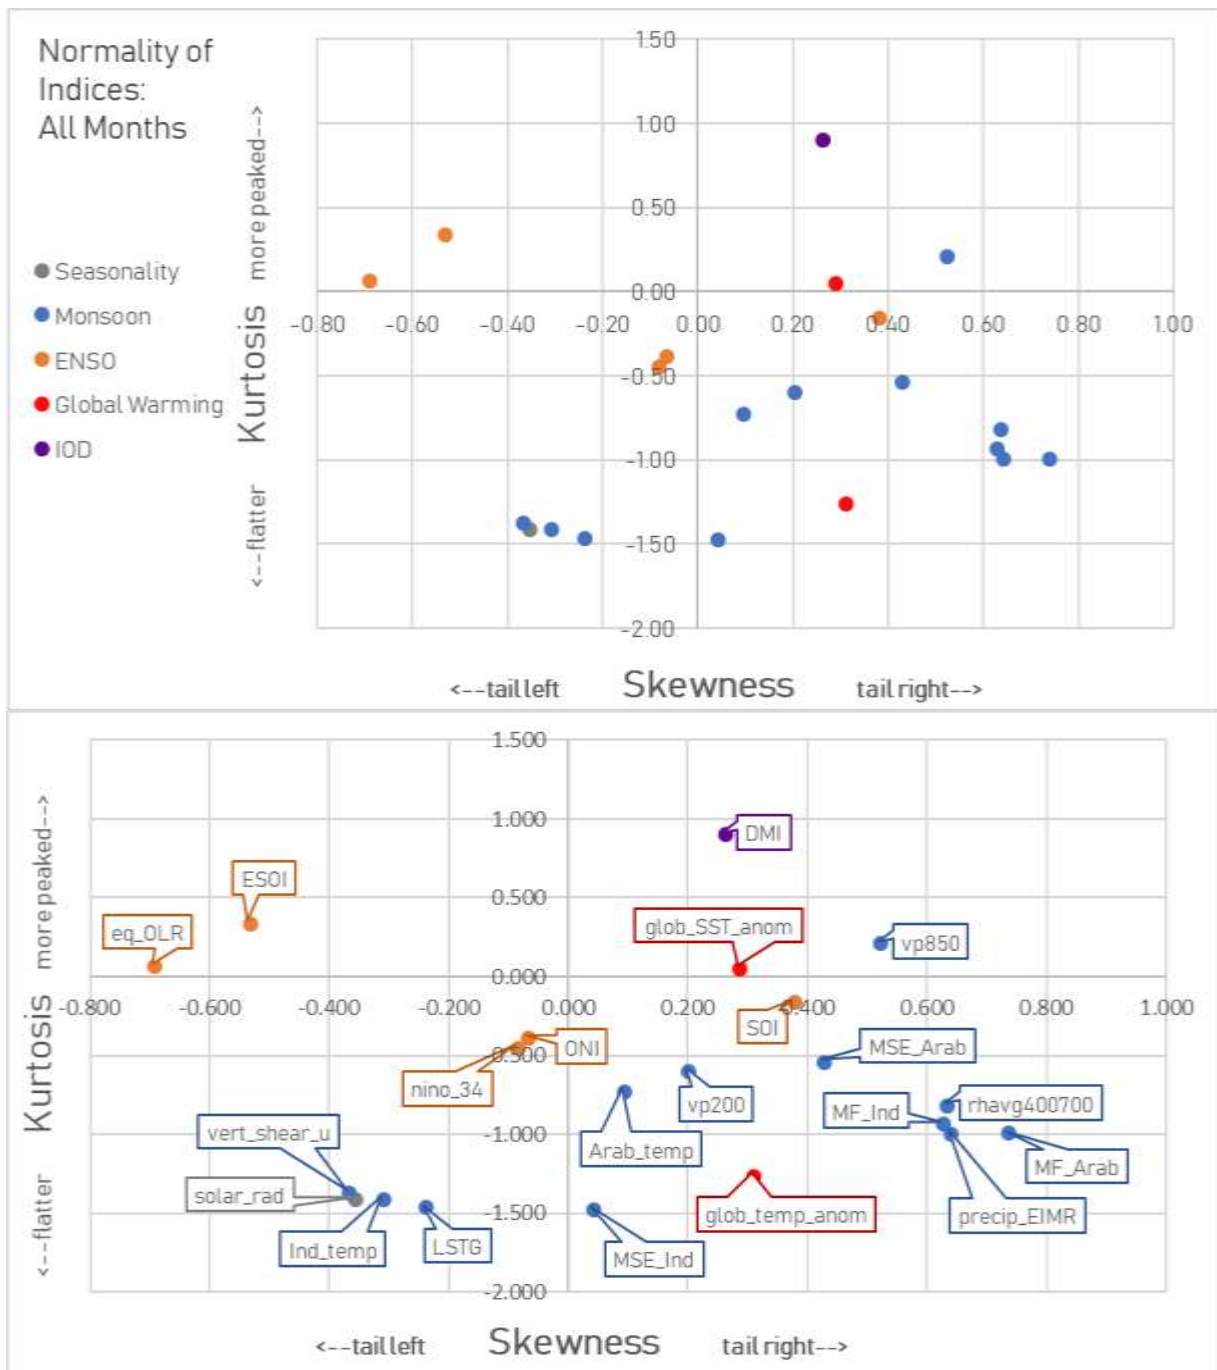 Normality of
Indices:
All Months
Seasonality
Monsoon
ENSO
Global Warming
IOD
<--flatter Kurtosis more peaked-->
1.50
1.00
0.50
0.00
-0.80 -0.60 -0.40 -0.20 0.00 0.20 0.40 0.60 0.80 1.00
-0.50
-1.00
-1.50
-2.00
<--tail left Skewness tail right-->
<--flatter Kurtosis more peaked-->
1.500
1.000
DMI
ESOI
0.500
eq_OLR
glob_SST_anom
vp850
0.000
-0.800 -0.600 -0.400 -0.200 0.000 0.200 0.400 0.600 0.800 1.000
SOI
ONI
-0.500
MSE_Arab
nino_34
vp200
MF_Ind
rhavg400700
vert_shear_u
-1.000
Arab_temp
MF_Arab
solar_rad
glob_temp_anom
precip_EIMR
-1.500
Ind_temp
LSTG
MSE_Ind
-2.000
<--tail left Skewness tail right-->